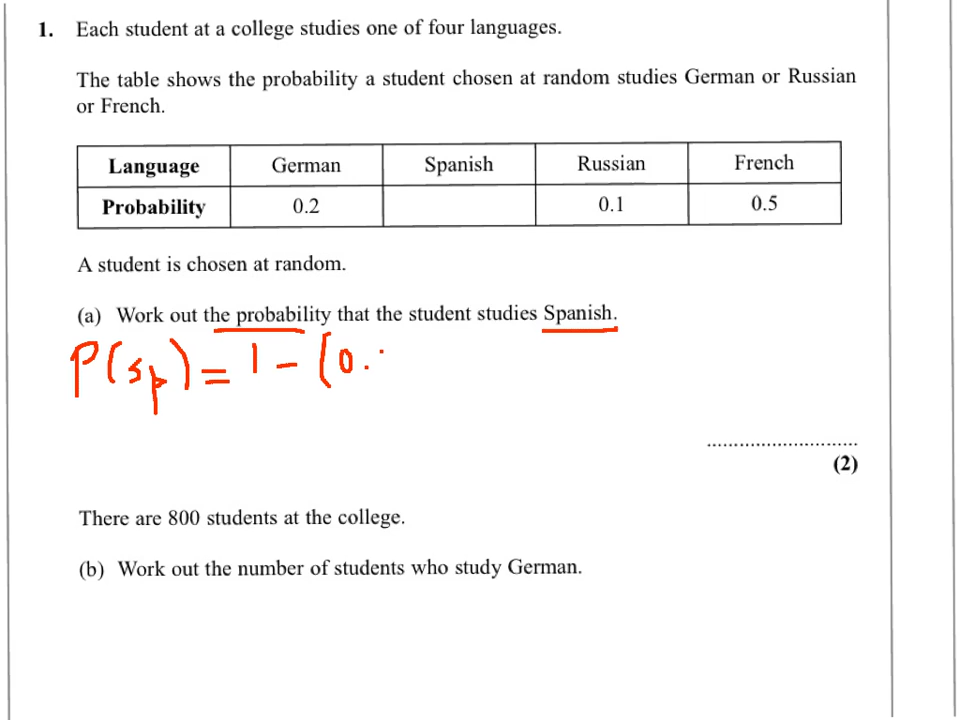 1. Each student at a college studies one of four languages.
The table shows the probability a student chosen at random studies German or Russian
or French.
Language German Spanish Russian French
Probability 0.2 0.1 0.5
A student is chosen at random.
(a) Work out the probability that the student studies Spanish.
P(Sp) = 1 - (0.
..............................
(2)
There are 800 students at the college.
(b) Work out the number of students who study German.